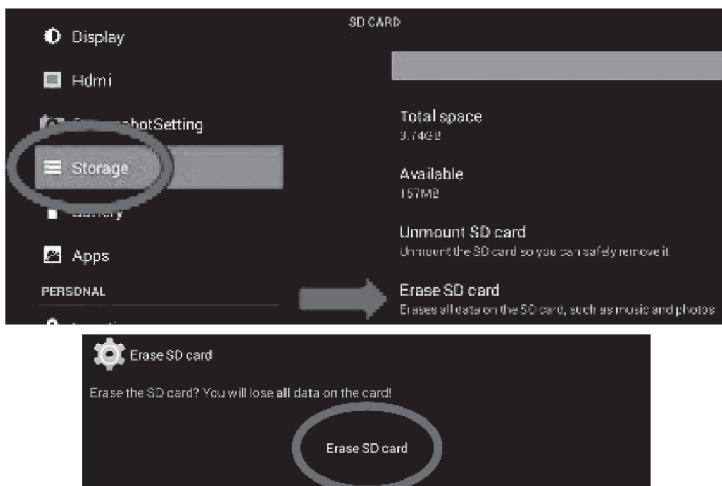 SD CARD
Display
Hdmi
Setting
Storage
Apps
PERSONAL
Total space
3.74GB
Available
157MB
Unmount SD card
Unmount the SD card so you can safely remove it
Erase SD card
Erases all data on the SD card, such as music and photos
Erase SD card
Erase the SD card? You will lose all data on the card!
Erase SD card